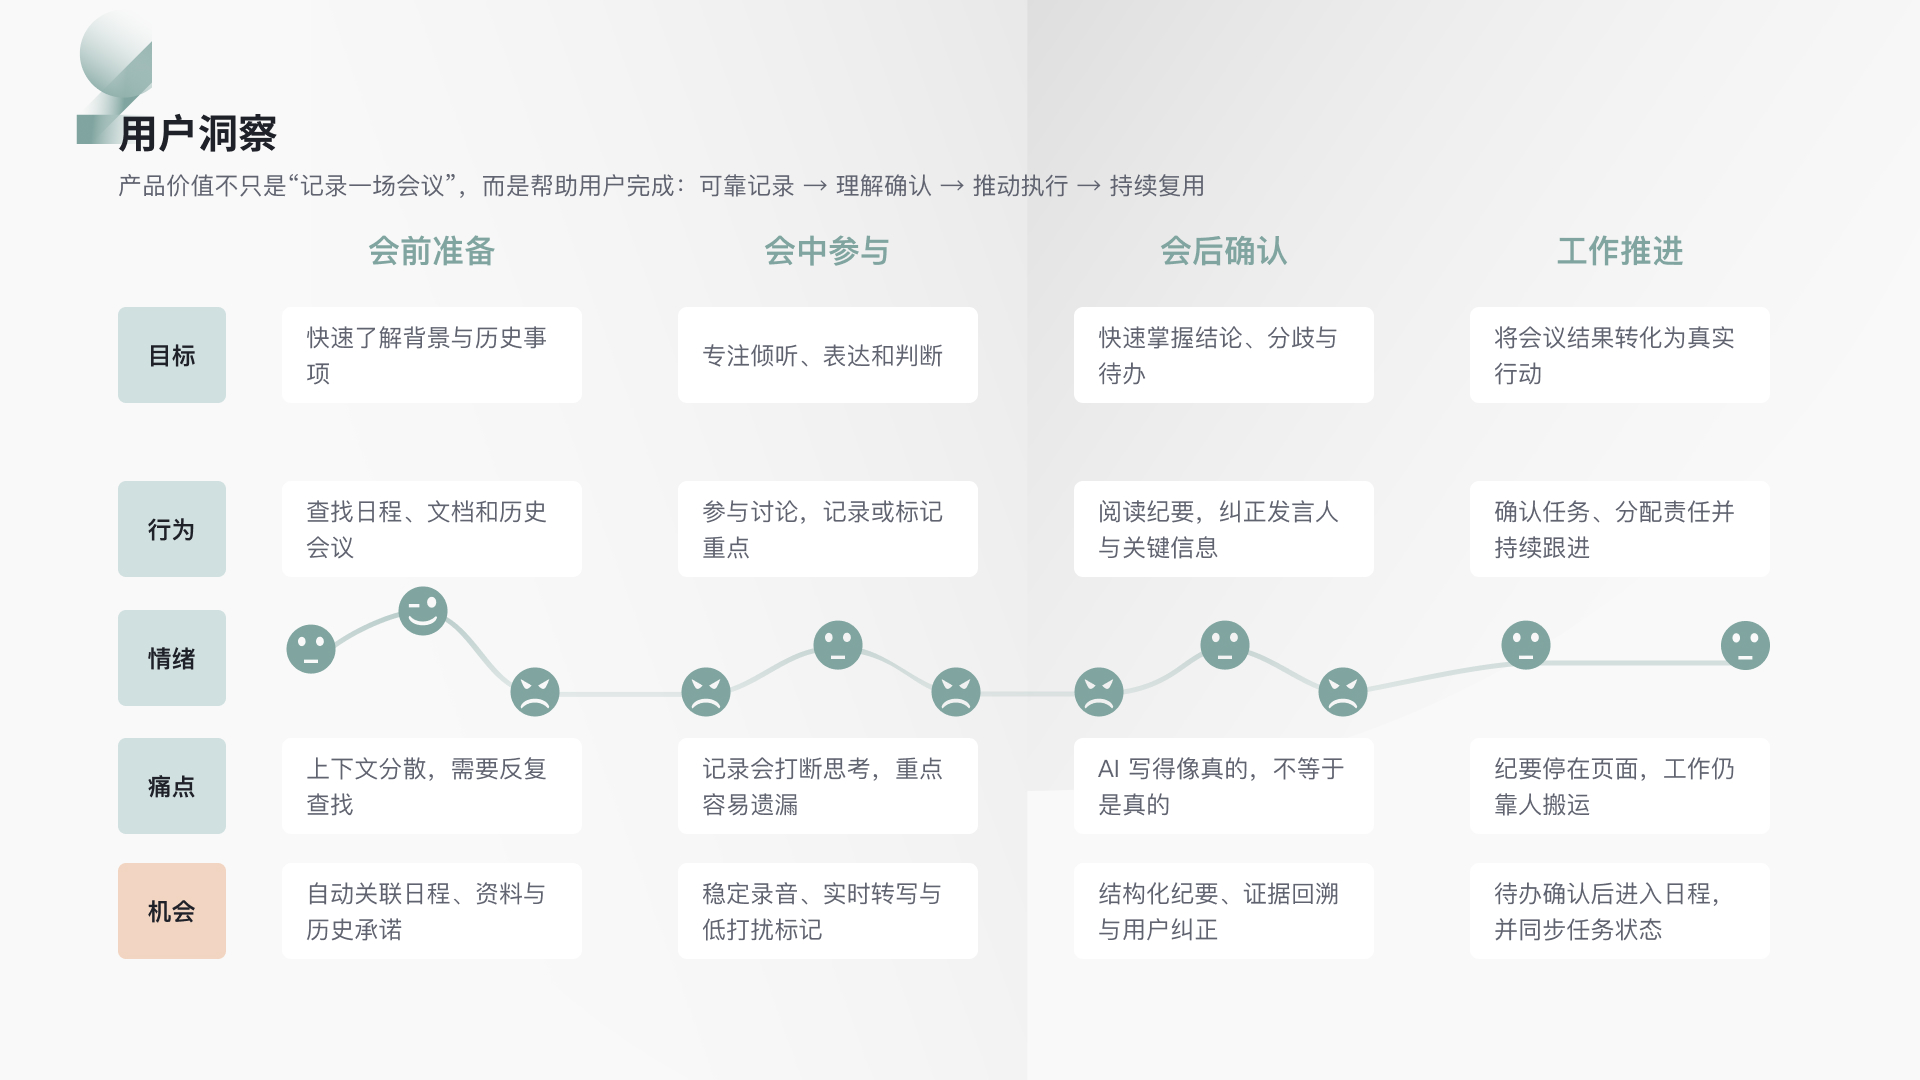 2
用户洞察
产品价值不只是“记录一场会议”，而是帮助用户完成：可靠记录 → 理解确认 → 推动执行 → 持续复用
会前准备
会中参与
会后确认
工作推进
目标
快速了解背景与历史事
项
专注倾听、表达和判断
快速掌握结论、分歧与
待办
将会议结果转化为真实
行动
行为
查找日程、文档和历史
会议
参与讨论，记录或标记
重点
阅读纪要，纠正发言人
与关键信息
确认任务、分配责任并
持续跟进
情绪
痛点
上下文分散，需要反复
查找
记录会打断思考，重点
容易遗漏
AI 写得像真的，不等于
是真的
纪要停在页面，工作仍
靠人搬运
机会
自动关联日程、资料与
历史承诺
稳定录音、实时转写与
低打扰标记
结构化纪要、证据回溯
与用户纠正
待办确认后进入日程，
并同步任务状态